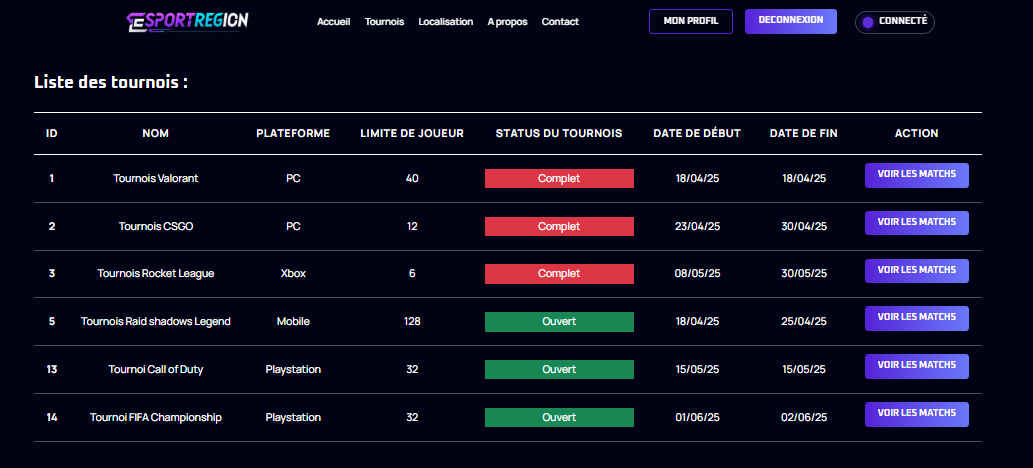 ESPORTREGION Accueil Tournois Localisation A propos Contact MON PROFIL DECONNEXION CONNECTÉ
Liste des tournois :
ID NOM PLATEFORME LIMITE DE JOUEUR STATUS DU TOURNOIS DATE DE DÉBUT DATE DE FIN ACTION
1 Tournois Valorant PC 40 Complet 18/04/25 18/04/25 VOIR LES MATCHS
2 Tournois CSGO PC 12 Complet 23/04/25 30/04/25 VOIR LES MATCHS
3 Tournois Rocket League Xbox 6 Complet 08/05/25 30/05/25 VOIR LES MATCHS
5 Tournois Raid shadows Legend Mobile 128 Ouvert 18/04/25 25/04/25 VOIR LES MATCHS
13 Tournoi Call of Duty Playstation 32 Ouvert 15/05/25 15/05/25 VOIR LES MATCHS
14 Tournoi FIFA Championship Playstation 32 Ouvert 01/06/25 02/06/25 VOIR LES MATCHS